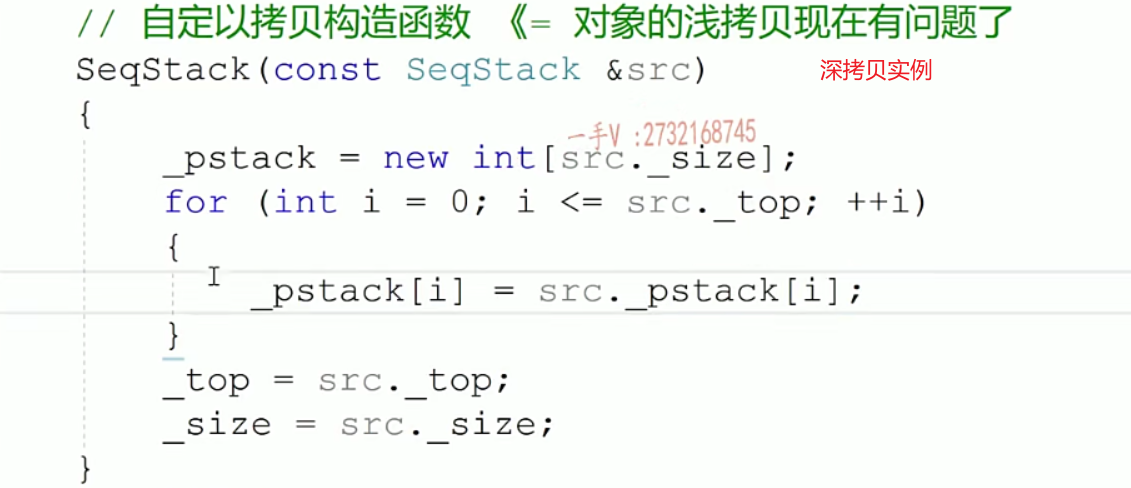 // 自定以拷贝构造函数 《= 对象的浅拷贝现在有问题了
SeqStack(const SeqStack &src)
深拷贝实例
{
一手V :2732168745
_pstack = new int[src._size];
for (int i = 0; i <= src._top; ++i)
{
_pstack[i] = src._pstack[i];
}
_top = src._top;
_size = src._size;
}